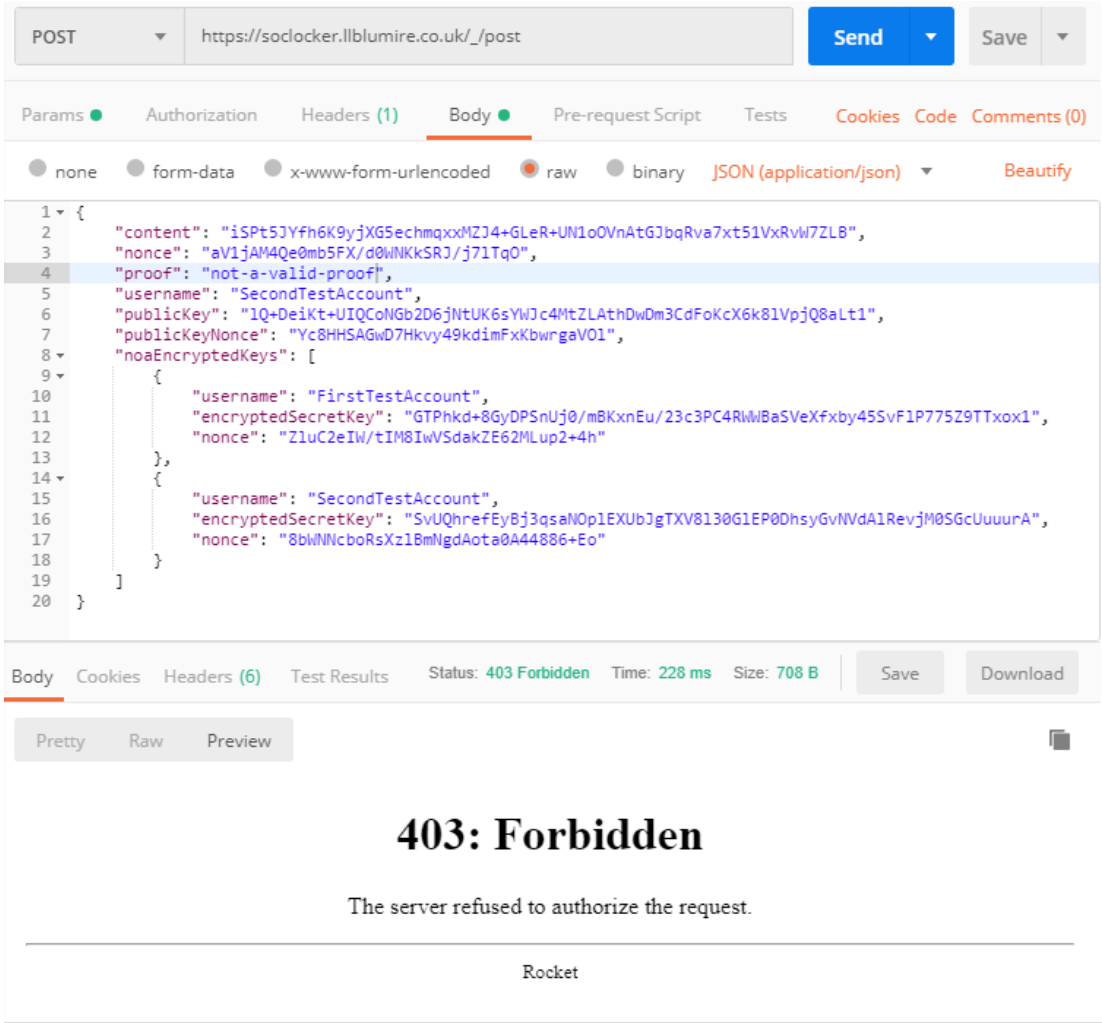 POST https://soclocker.llblumire.co.uk/_/post Send Save
Params Authorization Headers (1) Body Pre-request Script Tests Cookies Code Comments (0)
none form-data x-www-form-urlencoded raw binary JSON (application/json) Beautify
1 {
2 "content": "iSPt5JYfh6K9yjXG5echmqxxMZJ4+GLeR+UN1oOVnAtGJbqRva7xt51VxRvW7ZLB",
3 "nonce": "aV1jAM4Qe0mb5FX/d0WNKkSRJ/j7lTqO",
4 "proof": "not-a-valid-proof",
5 "username": "SecondTestAccount",
6 "publicKey": "lQ+DeiKt+UIQCoNGb2D6jNtUK6sYWJc4MtZLAthDwDm3CdFoKcX6k8lVpjQ8aLt1",
7 "publicKeyNonce": "Yc8HHSAGwD7Hkvy49kdimFxKbwrgaVOl",
8 "noaEncryptedKeys": [
9 {
10 "username": "FirstTestAccount",
11 "encryptedSecretKey": "GTPhkd+8GyDPSnUj0/mBKxnEu/23c3PC4RWWBaSVeXfxby45SvFlP775Z9TTxox1",
12 "nonce": "ZluC2eIW/tIM8IwVSdakZE62MLup2+4h"
13 },
14 {
15 "username": "SecondTestAccount",
16 "encryptedSecretKey": "SvUQhrefEyBj3qsaNOplEXUbJgTXV8l30GlEP0DhsyGvNVdAlRevjM0SGcUuuurA",
17 "nonce": "8bWNNcboRsXzlBmNgdAota0A44886+Eo"
18 }
19 ]
20 }
Body Cookies Headers (6) Test Results Status: 403 Forbidden Time: 228 ms Size: 708 B Save Download
Pretty Raw Preview
403: Forbidden
The server refused to authorize the request.
Rocket